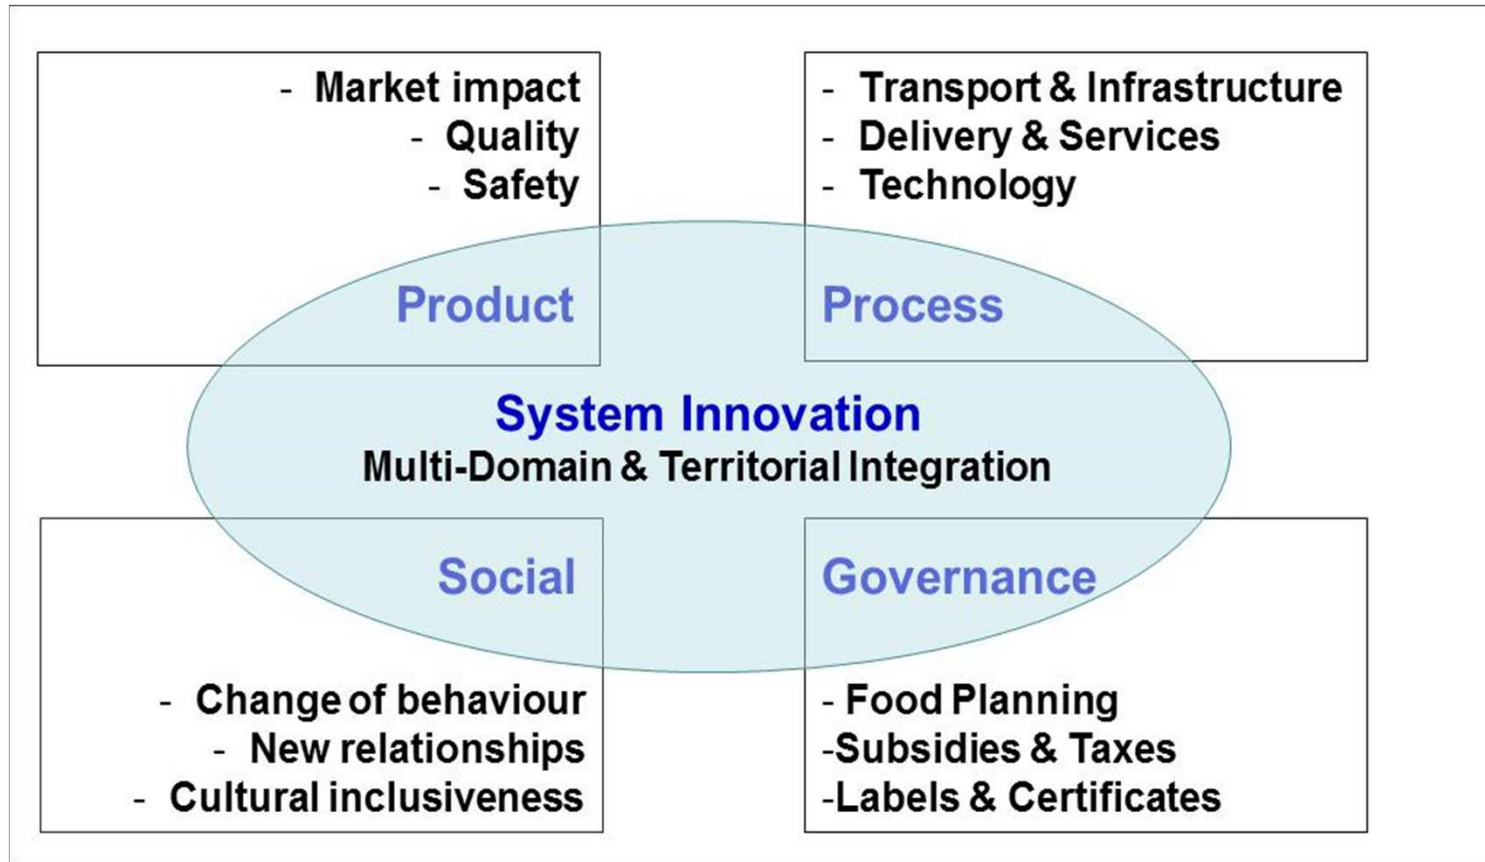 - Market impact
- Quality
- Safety
Product
- Transport & Infrastructure
- Delivery & Services
- Technology
Process
System Innovation
Multi-Domain & Territorial Integration
Social
- Change of behaviour
- New relationships
- Cultural inclusiveness
Governance
- Food Planning
-Subsidies & Taxes
-Labels & Certificates